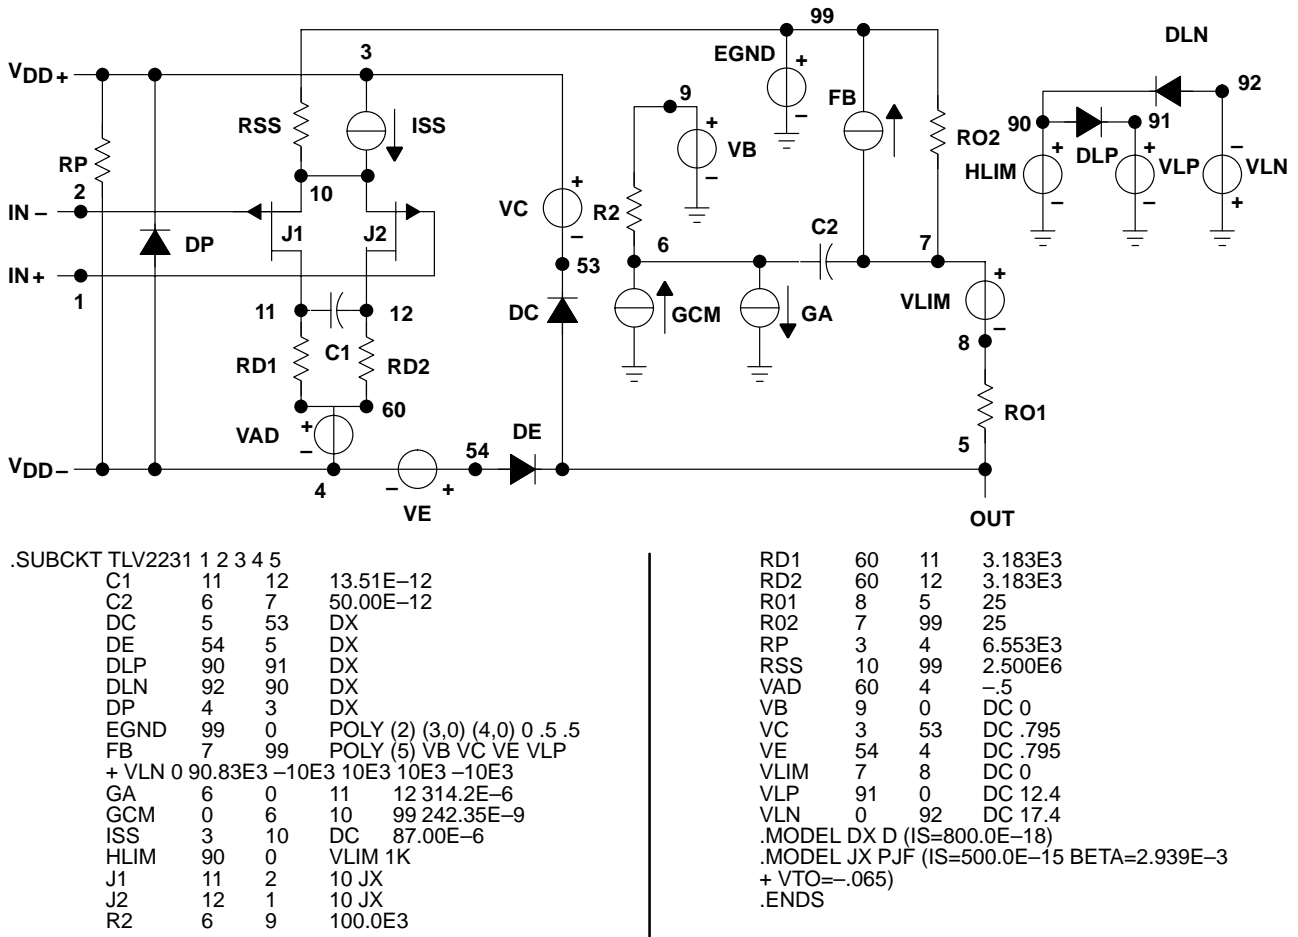 99
DLN
3
EGND
+
–
VDD+
92
9
FB
RSS
ISS
+
VB
–
RO2
90
91
RP
10
DLP
+
HLIM
–
+
VLP
–
–
VLN
+
2
IN –
J1
J2
VC
+
–
R2
C2
DP
6
7
IN+
1
53
+
VLIM
–
11
12
DC
GCM
GA
8
C1
RD1
RD2
RO1
60
VAD
+
–
DE
54
5
VDD–
4
–
+
VE
OUT
.SUBCKT TLV2231 1 2 3 4 5
C1 11 12 13.51E–12
C2 6 7 50.00E–12
DC 5 53 DX
DE 54 5 DX
DLP 90 91 DX
DLN 92 90 DX
DP 4 3 DX
EGND 99 0 POLY (2) (3,0) (4,0) 0 .5 .5
FB 7 99 POLY (5) VB VC VE VLP
+ VLN 0 90.83E3 –10E3 10E3 10E3 –10E3
GA 6 0 11 12 314.2E–6
GCM 0 6 10 99 242.35E–9
ISS 3 10 DC 87.00E–6
HLIM 90 0 VLIM 1K
J1 11 2 10 JX
J2 12 1 10 JX
R2 6 9 100.0E3
RD1 60 11 3.183E3
RD2 60 12 3.183E3
R01 8 5 25
R02 7 99 25
RP 3 4 6.553E3
RSS 10 99 2.500E6
VAD 60 4 –.5
VB 9 0 DC 0
VC 3 53 DC .795
VE 54 4 DC .795
VLIM 7 8 DC 0
VLP 91 0 DC 12.4
VLN 0 92 DC 17.4
.MODEL DX D (IS=800.0E–18)
.MODEL JX PJF (IS=500.0E–15 BETA=2.939E–3
+ VTO=–.065)
.ENDS